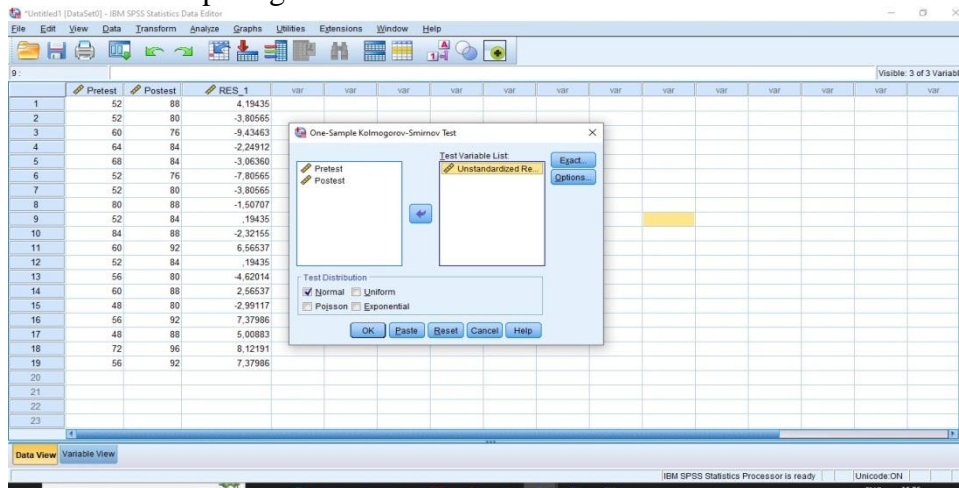 *Untitled1 [DataSet0] - IBM SPSS Statistics Data Editor
File Edit View Data Transform Analyze Graphs Utilities Extensions Window Help
9 :
Visible: 3 of 3 Variabl
Pretest Postest RES_1 var var var var var var var var var var var var
1 52 88 4,19435
2 52 80 -3,80565
3 60 76 -9,43463
4 64 84 -2,24912
5 68 84 -3,06360
6 52 76 -7,80565
7 52 80 -3,80565
8 80 88 -1,50707
9 52 84 ,19435
10 84 88 -2,32155
11 60 92 6,56537
12 52 84 ,19435
13 56 80 -4,62014
14 60 88 2,56537
15 48 80 -2,99117
16 56 92 7,37986
17 48 88 5,00883
18 72 96 8,12191
19 56 92 7,37986
20
21
22
23
One-Sample Kolmogorov-Smirnov Test
Test Variable List:
Pretest
Postest
Unstandardized Re...
Exact...
Options...
Test Distribution
Normal Uniform
Poisson Exponential
OK Paste Reset Cancel Help
Data View Variable View
IBM SPSS Statistics Processor is ready Unicode:ON